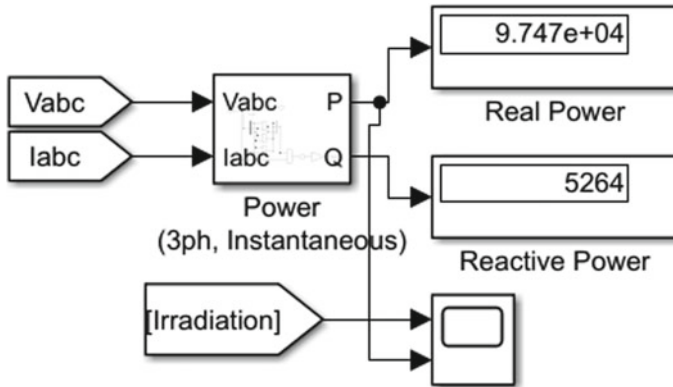 9.747e+04
Real Power
Vabc
Iabc
Vabc P
Iabc Q
Power
(3ph, Instantaneous)
5264
Reactive Power
[Irradiation]